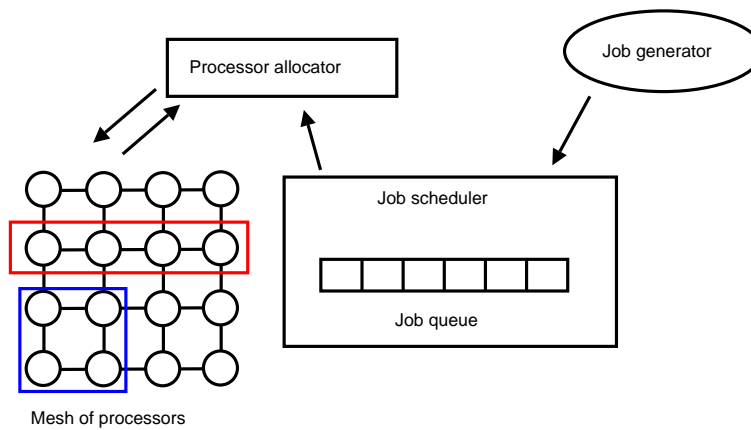 Job generator
Processor allocator
Job scheduler
Job queue
Mesh of processors